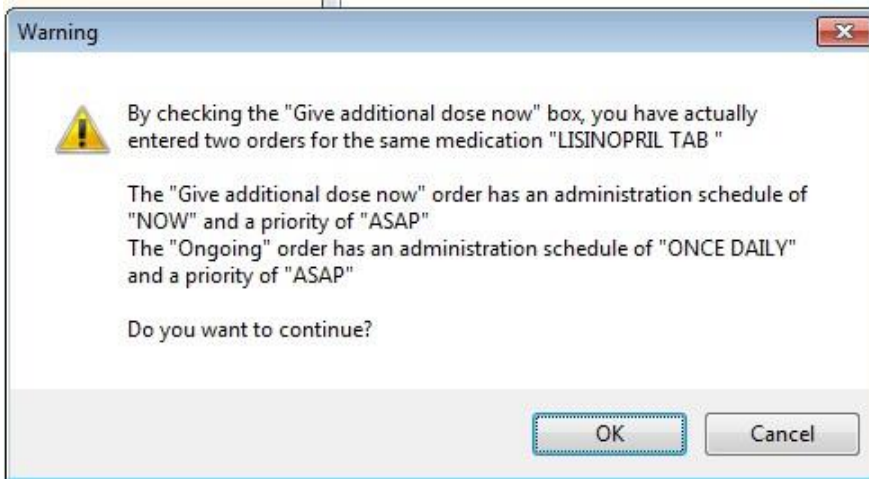 Warning
By checking the "Give additional dose now" box, you have actually
entered two orders for the same medication "LISINOPRIL TAB "
The "Give additional dose now" order has an administration schedule of
"NOW" and a priority of "ASAP"
The "Ongoing" order has an administration schedule of "ONCE DAILY"
and a priority of "ASAP"
Do you want to continue?
OK
Cancel